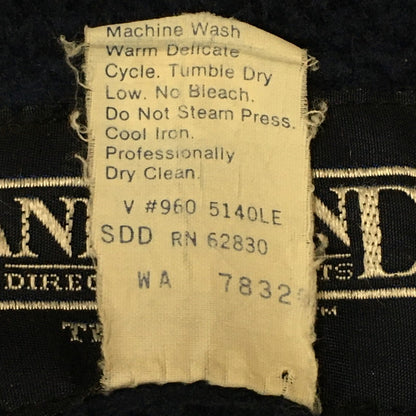 Machine Wash
Warm Delicate
Cycle. Tumble Dry
Low. No Bleach.
Do Not Steam Press.
Cool Iron.
Professionally
Dry Clean.
V #960 5140LE
SDD RN 62830
WA 7832